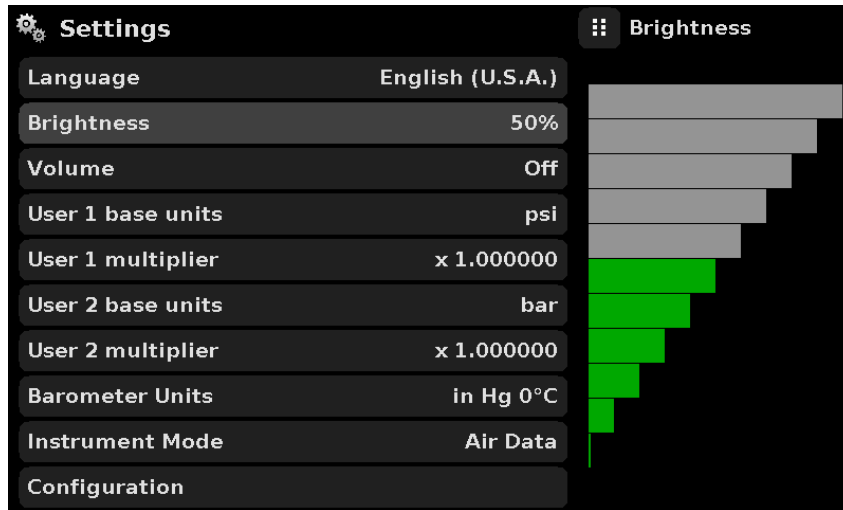 Settings
Language English (U.S.A.)
Brightness 50%
Volume Off
User 1 base units psi
User 1 multiplier x 1.000000
User 2 base units bar
User 2 multiplier x 1.000000
Barometer Units in Hg 0°C
Instrument Mode Air Data
Configuration
Brightness